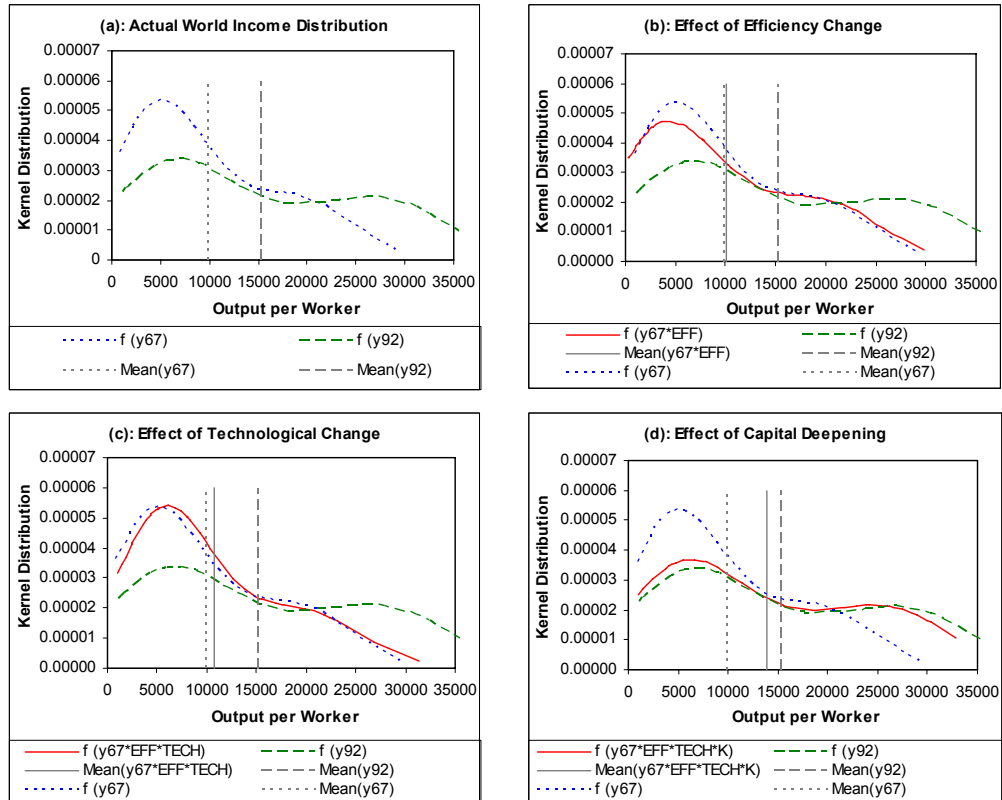 (a): Actual World Income Distribution
Kernel Distribution
0.00007
0.00006
0.00005
0.00004
0.00003
0.00002
0.00001
0
0 5000 10000 15000 20000 25000 30000 35000
Output per Worker
f (y67) f (y92)
Mean(y67) Mean(y92)
(b): Effect of Efficiency Change
Kernel Distribution
0.00007
0.00006
0.00005
0.00004
0.00003
0.00002
0.00001
0.00000
0 5000 10000 15000 20000 25000 30000 35000
Output per Worker
f (y67*EFF) f (y92)
Mean(y67*EFF) Mean(y92)
f (y67) Mean(y67)
(c): Effect of Technological Change
Kernel Distribution
0.00007
0.00006
0.00005
0.00004
0.00003
0.00002
0.00001
0.00000
0 5000 10000 15000 20000 25000 30000 35000
Output per Worker
f (y67*EFF*TECH) f (y92)
Mean(y67*EFF*TECH) Mean(y92)
f (y67) Mean(y67)
(d): Effect of Capital Deepening
Kernel Distribution
0.00007
0.00006
0.00005
0.00004
0.00003
0.00002
0.00001
0.00000
0 5000 10000 15000 20000 25000 30000 35000
Output per Worker
f (y67*EFF*TECH*K) f (y92)
Mean(y67*EFF*TECH*K) Mean(y92)
f (y67) Mean(y67)